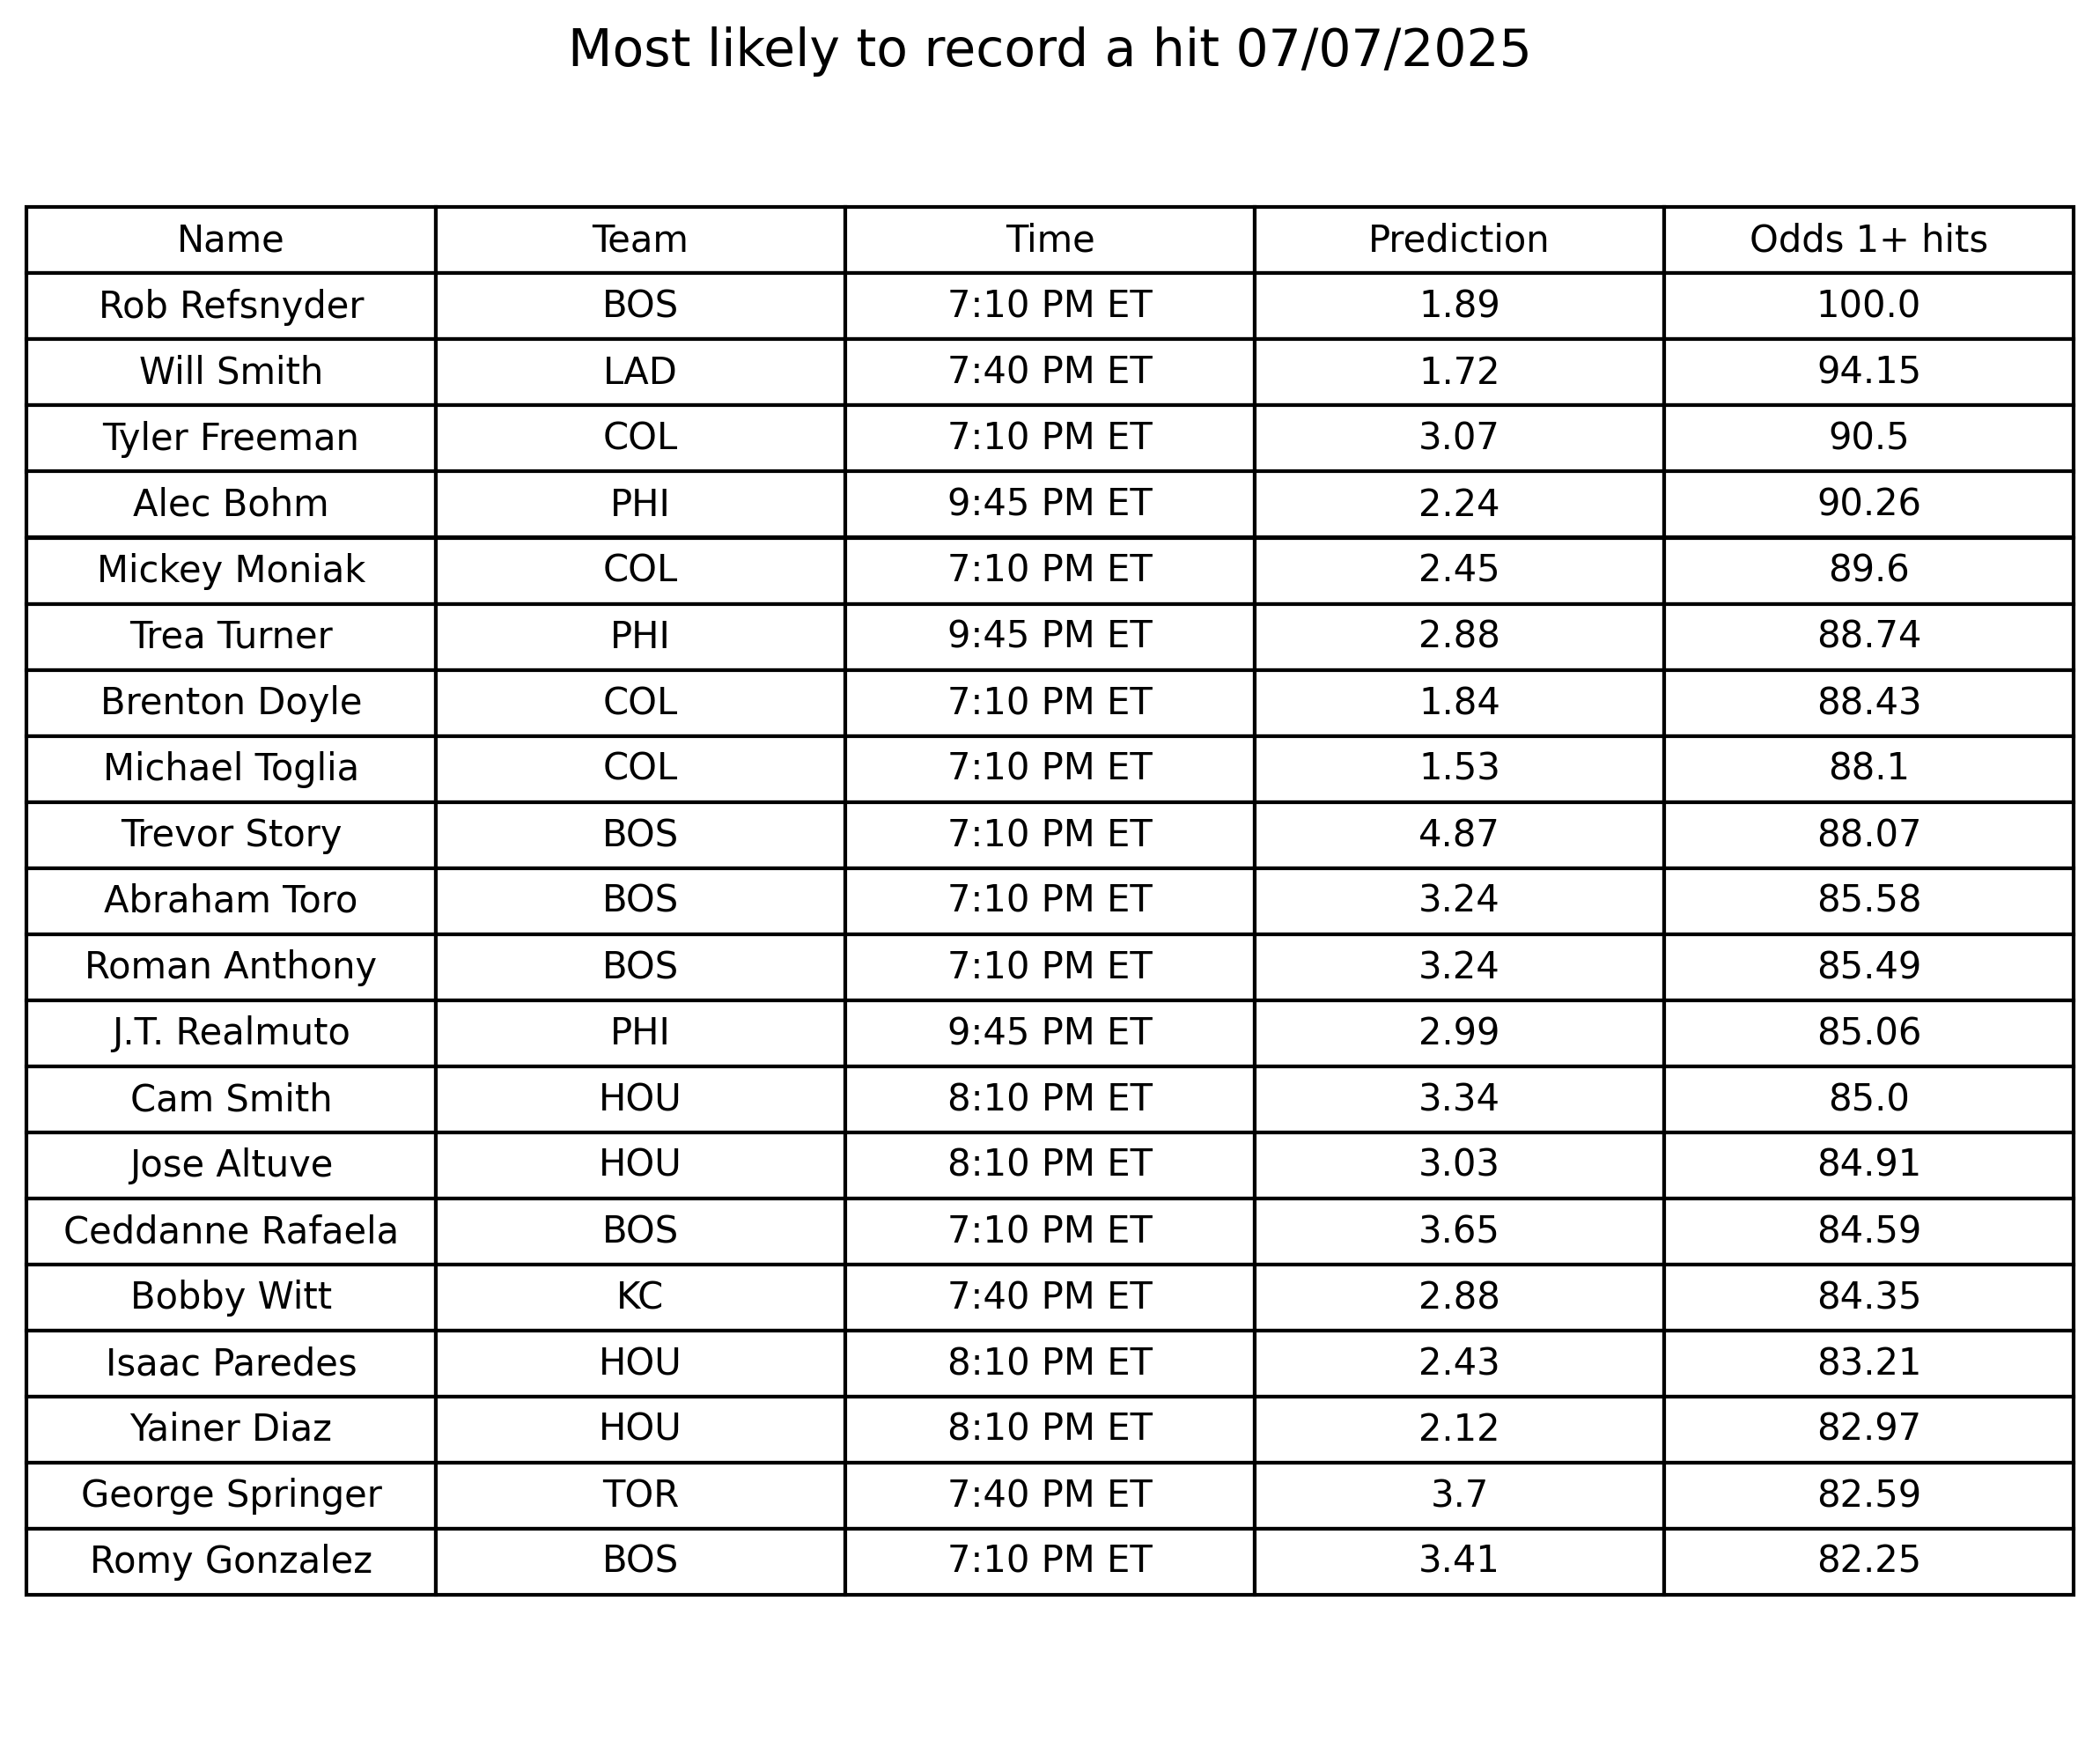 Most likely to record a hit 07/07/2025
Name Team Time Prediction Odds 1+ hits
Rob Refsnyder BOS 7:10 PM ET 1.89 100.0
Will Smith LAD 7:40 PM ET 1.72 94.15
Tyler Freeman COL 7:10 PM ET 3.07 90.5
Alec Bohm PHI 9:45 PM ET 2.24 90.26
Mickey Moniak COL 7:10 PM ET 2.45 89.6
Trea Turner PHI 9:45 PM ET 2.88 88.74
Brenton Doyle COL 7:10 PM ET 1.84 88.43
Michael Toglia COL 7:10 PM ET 1.53 88.1
Trevor Story BOS 7:10 PM ET 4.87 88.07
Abraham Toro BOS 7:10 PM ET 3.24 85.58
Roman Anthony BOS 7:10 PM ET 3.24 85.49
J.T. Realmuto PHI 9:45 PM ET 2.99 85.06
Cam Smith HOU 8:10 PM ET 3.34 85.0
Jose Altuve HOU 8:10 PM ET 3.03 84.91
Ceddanne Rafaela BOS 7:10 PM ET 3.65 84.59
Bobby Witt KC 7:40 PM ET 2.88 84.35
Isaac Paredes HOU 8:10 PM ET 2.43 83.21
Yainer Diaz HOU 8:10 PM ET 2.12 82.97
George Springer TOR 7:40 PM ET 3.7 82.59
Romy Gonzalez BOS 7:10 PM ET 3.41 82.25